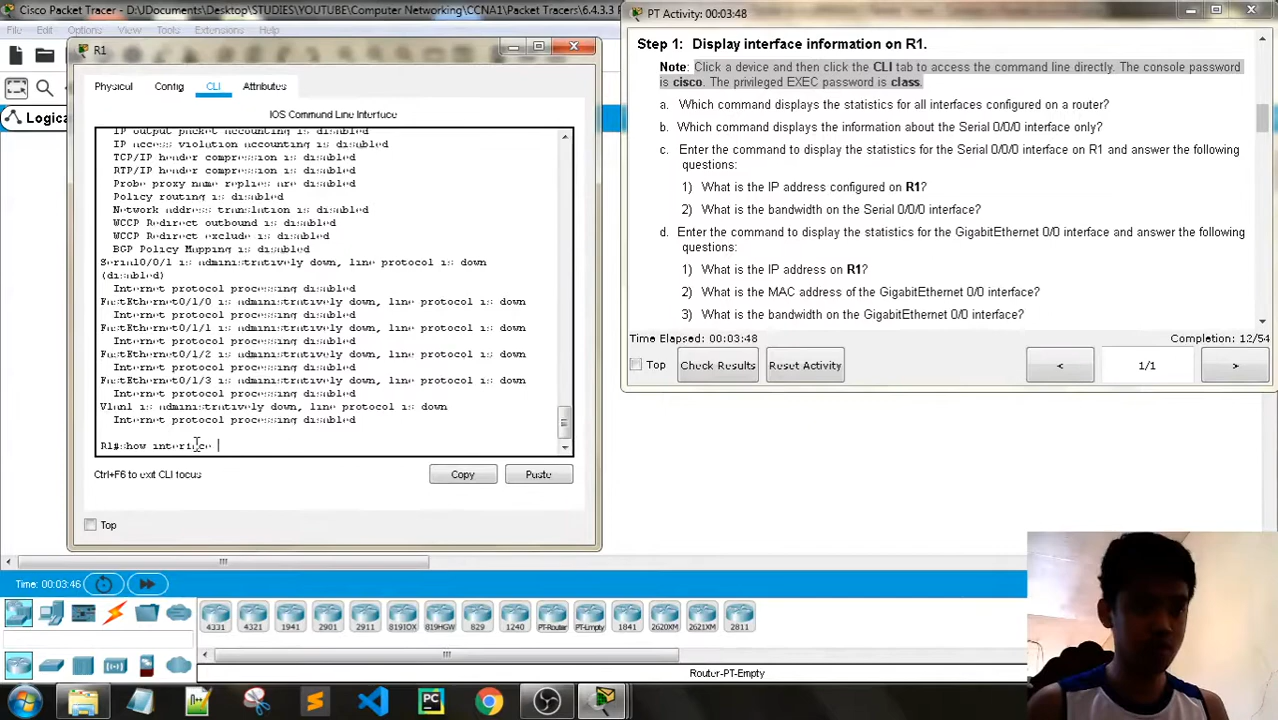 Cisco Packet Tracer - D:\JDocuments\Desktop\STUDIES\YOUTUBE\Computer Networking\CCNA1\Packet Tracers\6.4.3.3 P
File Edit View Tools Extensions Help
Logica
R1
Physical Config CLI Attributes
IOS Command Line Interface
IP output packet accounting is disabled
IP access violation accounting is disabled
TCP/IP header compression is disabled
RTP/IP header compression is disabled
Probe proxy name replies are disabled
Policy routing is disabled
Network address translation is disabled
WCCP Redirect outbound is disabled
WCCP Redirect exclude is disabled
BGP Policy Mapping is disabled
Serial0/0/1 is administratively down, line protocol is down
(disabled)
Internet protocol processing disabled
FastEthernet0/1/0 is administratively down, line protocol is down
Internet protocol processing disabled
FastEthernet0/1/1 is administratively down, line protocol is down
Internet protocol processing disabled
FastEthernet0/1/2 is administratively down, line protocol is down
Internet protocol processing disabled
FastEthernet0/1/3 is administratively down, line protocol is down
Internet protocol processing disabled
Vlan1 is administratively down, line protocol is down
Internet protocol processing disabled
R1#show interface
Ctrl+F6 to exit CLI focus
Copy Paste
Top
PT Activity: 00:03:48
Step 1: Display interface information on R1.
Note: Click a device and then click the CLI tab to access the command line directly. The console password
is cisco. The privileged EXEC password is class.
a. Which command displays the statistics for all interfaces configured on a router?
b. Which command displays the information about the Serial 0/0/0 interface only?
c. Enter the command to display the statistics for the Serial 0/0/0 interface on R1 and answer the following
questions:
1) What is the IP address configured on R1?
2) What is the bandwidth on the Serial 0/0/0 interface?
d. Enter the command to display the statistics for the GigabitEthernet 0/0 interface and answer the following
questions:
1) What is the IP address on R1?
2) What is the MAC address of the GigabitEthernet 0/0 interface?
3) What is the bandwidth on the GigabitEthernet 0/0 interface?
Time Elapsed: 00:03:48 Completion: 12/54
Top Check Results Reset Activity < 1/1 >
Time: 00:03:46
4331 4321 1941 2901 2911 819IOX 819HGW 829 1240 PT-Router PT-Empty 1841 2620XM 2621XM 2811
Router-PT-Empty
PC